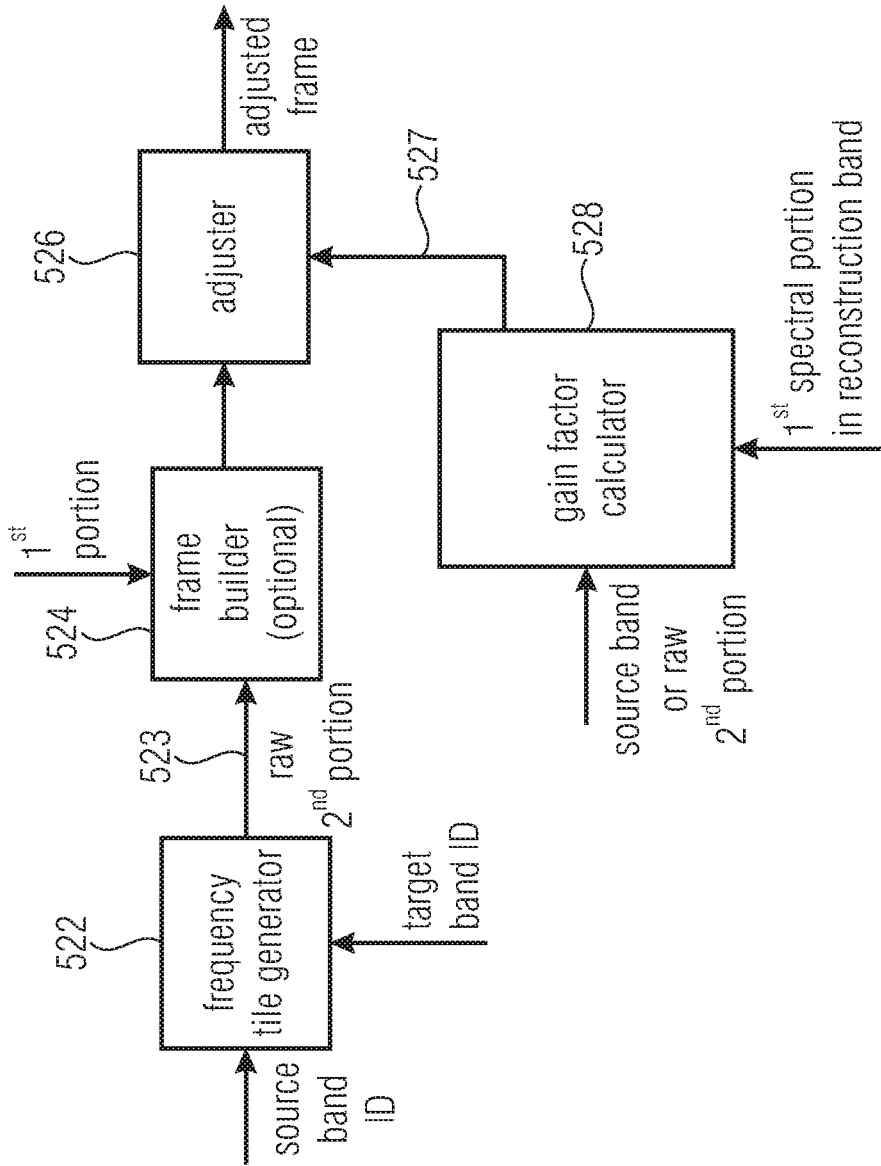 source
band
ID
522
frequency
tile generator
target
band ID
523
raw
2nd portion
524
1st
portion
frame
builder
(optional)
526
adjuster
adjusted
frame
527
528
gain factor
calculator
source band
or raw
2nd portion
1st spectral portion
in reconstruction band